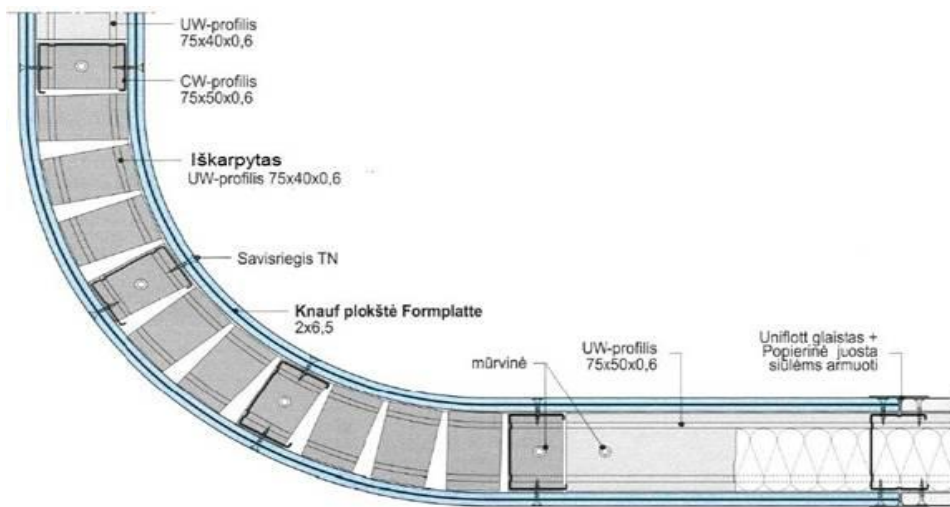 UW-profilis
75x40x0,6
CW-profilis
75x50x0,6
Iškarpytas
UW-profilis 75x40x0,6
Savisriegis TN
Knauf plokštė Formplatte
2x6,5
mūrvinė
UW-profilis
75x50x0,6
Uniflott glaistas +
Popierinė juosta
siūlėms armuoti